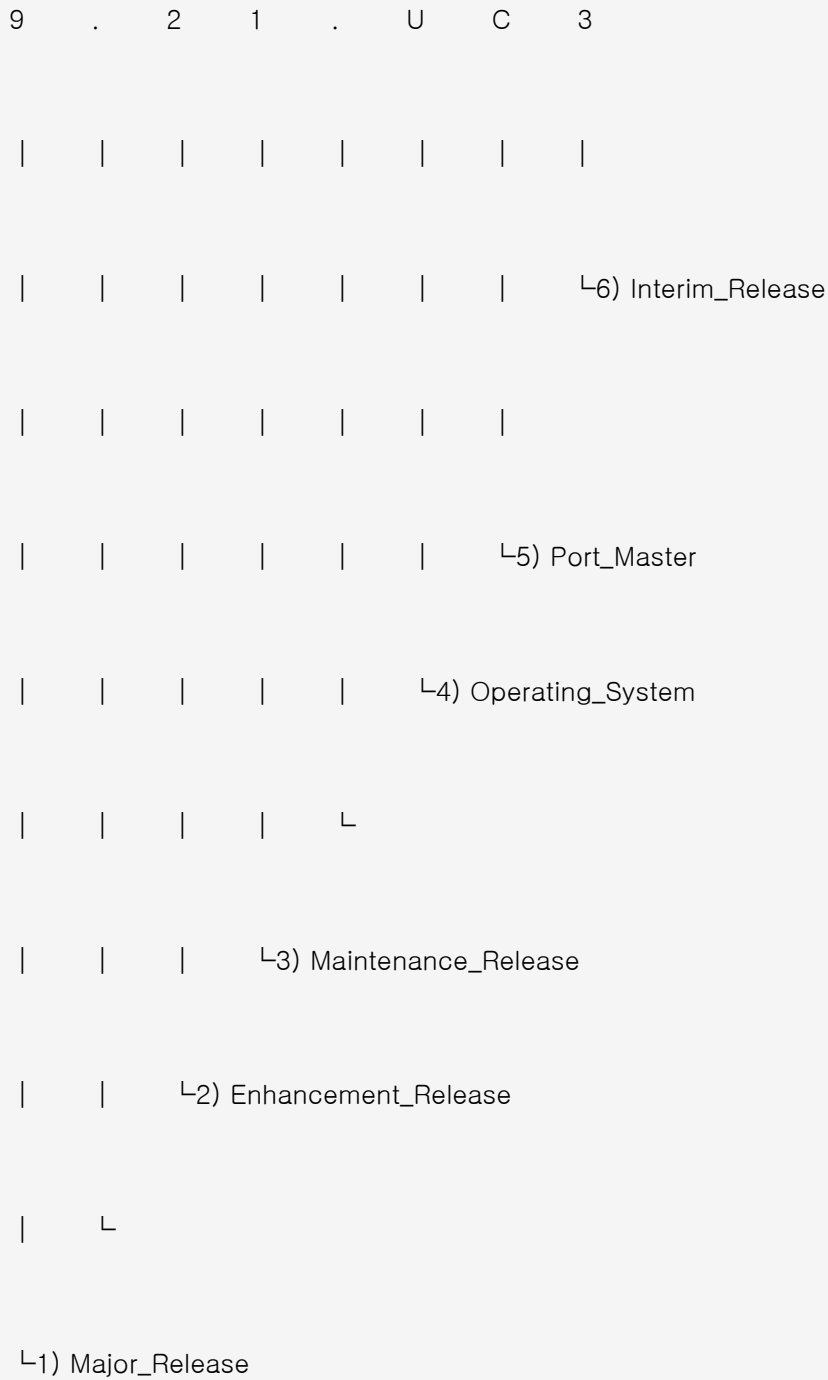 9 . 2 1 . U C 3
│ │ │ │ │ │ │ │
│ │ │ │ │ │ │ └6) Interim_Release
│ │ │ │ │ │ │
│ │ │ │ │ │ └5) Port_Master
│ │ │ │ │ └4) Operating_System
│ │ │ │ └
│ │ │ └3) Maintenance_Release
│ │ └2) Enhancement_Release
│ └
└1) Major_Release